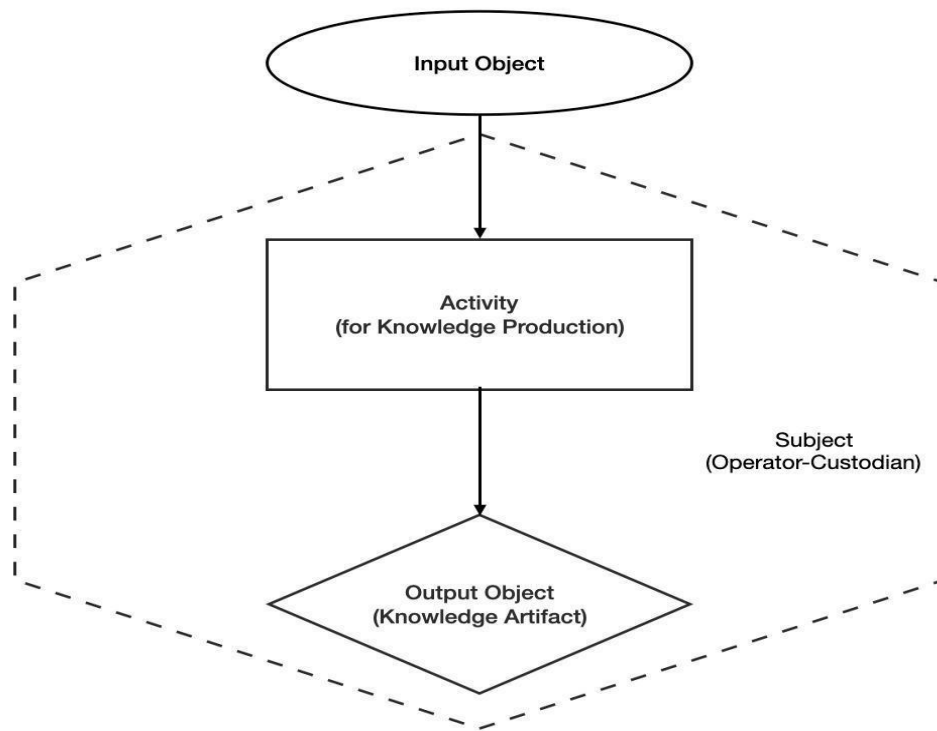 Input Object
Activity
(for Knowledge Production)
Subject
(Operator-Custodian)
Output Object
(Knowledge Artifact)